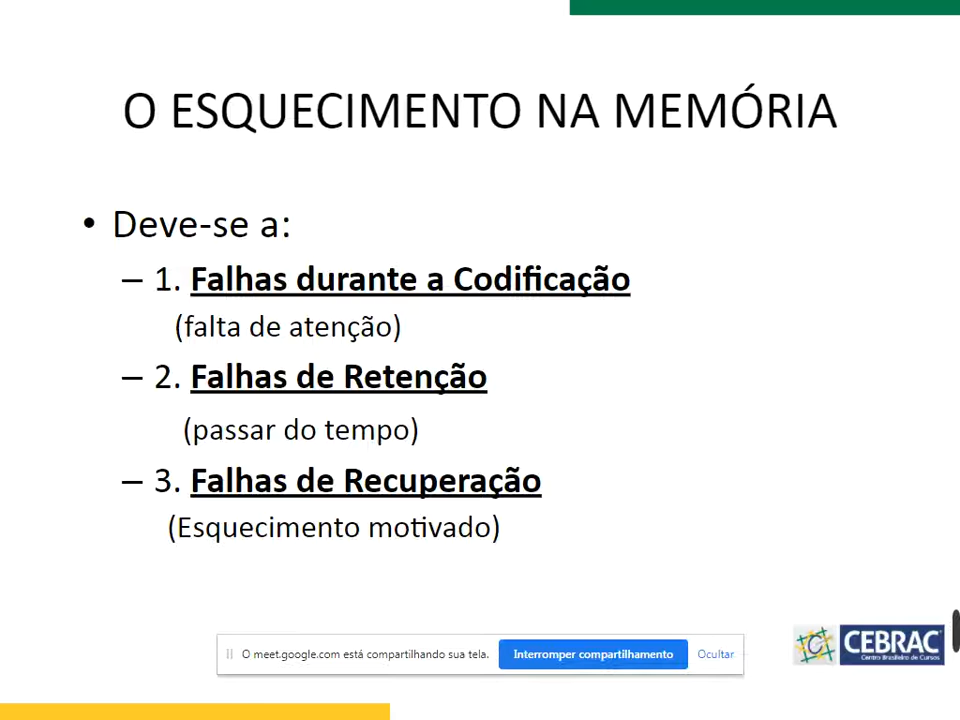 O ESQUECIMENTO NA MEMÓRIA
• Deve-se a:
– 1. Falhas durante a Codificação
(falta de atenção)
– 2. Falhas de Retenção
(passar do tempo)
– 3. Falhas de Recuperação
(Esquecimento motivado)
O meet.google.com está compartilhando sua tela. Interromper compartilhamento Ocultar
CEBRAC
Centro Brasileiro de Cursos